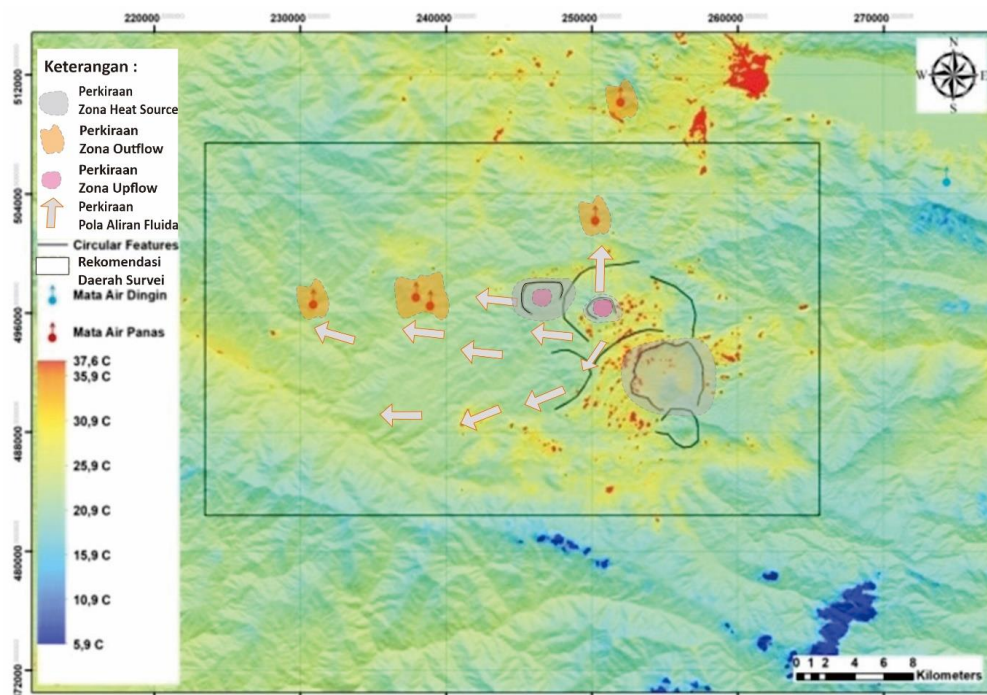 220000 230000 240000 250000 260000 270000
Keterangan :
Perkiraan
Zona Heat Source
Perkiraan
Zona Outflow
Perkiraan
Zona Upflow
Perkiraan
Pola Aliran Fluida
Circular Features
Rekomendasi
Daerah Survei
Mata Air Dingin
Mata Air Panas
37,6 C
35,9 C
30,9 C
25,9 C
20,9 C
15,9 C
10,9 C
5,9 C
N
W E
S
512000
504000
496000
488000
480000
472000
0 1 2 4 6 8
Kilometers